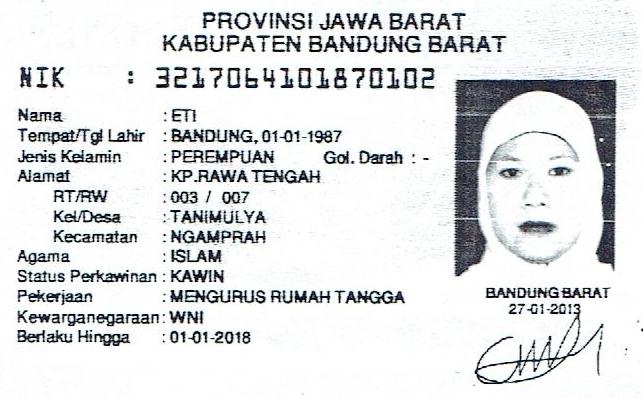 PROVINSI JAWA BARAT
KABUPATEN BANDUNG BARAT
NIK : 3217064101870102
Nama : ETI
Tempat/Tgl Lahir : BANDUNG, 01-01-1987
Jenis Kelamin : PEREMPUAN Gol. Darah : -
Alamat : KP.RAWA TENGAH
RT/RW : 003 / 007
Kel/Desa : TANIMULYA
Kecamatan : NGAMPRAH
Agama : ISLAM
Status Perkawinan : KAWIN
Pekerjaan : MENGURUS RUMAH TANGGA
Kewarganegaraan : WNI
Berlaku Hingga : 01-01-2018
BANDUNG BARAT
27-01-2013